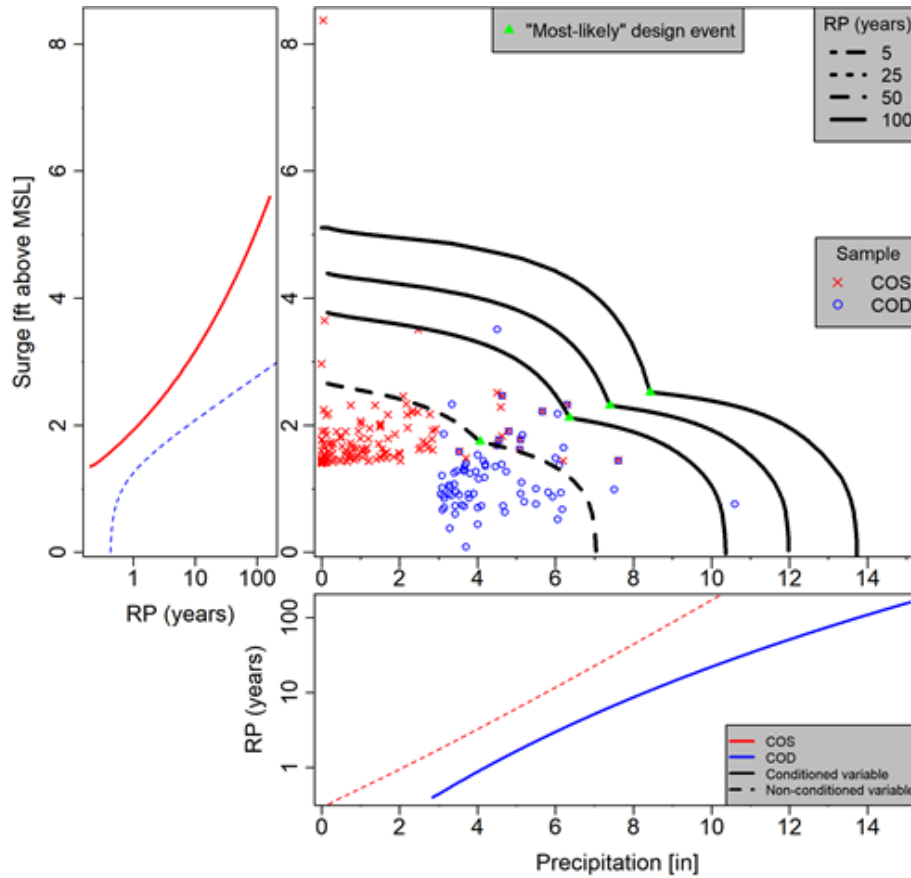 "Most-likely" design event
RP (years)
5
25
50
100
Sample
COS
COD
Surge [ft above MSL]
8
6
4
2
0
1 10 100
RP (years)
8
6
4
2
0
0 2 4 6 8 10 12 14
RP (years)
100
10
1
COS
COD
Conditioned variable
Non-conditioned variable
0 2 4 6 8 10 12 14
Precipitation [in]